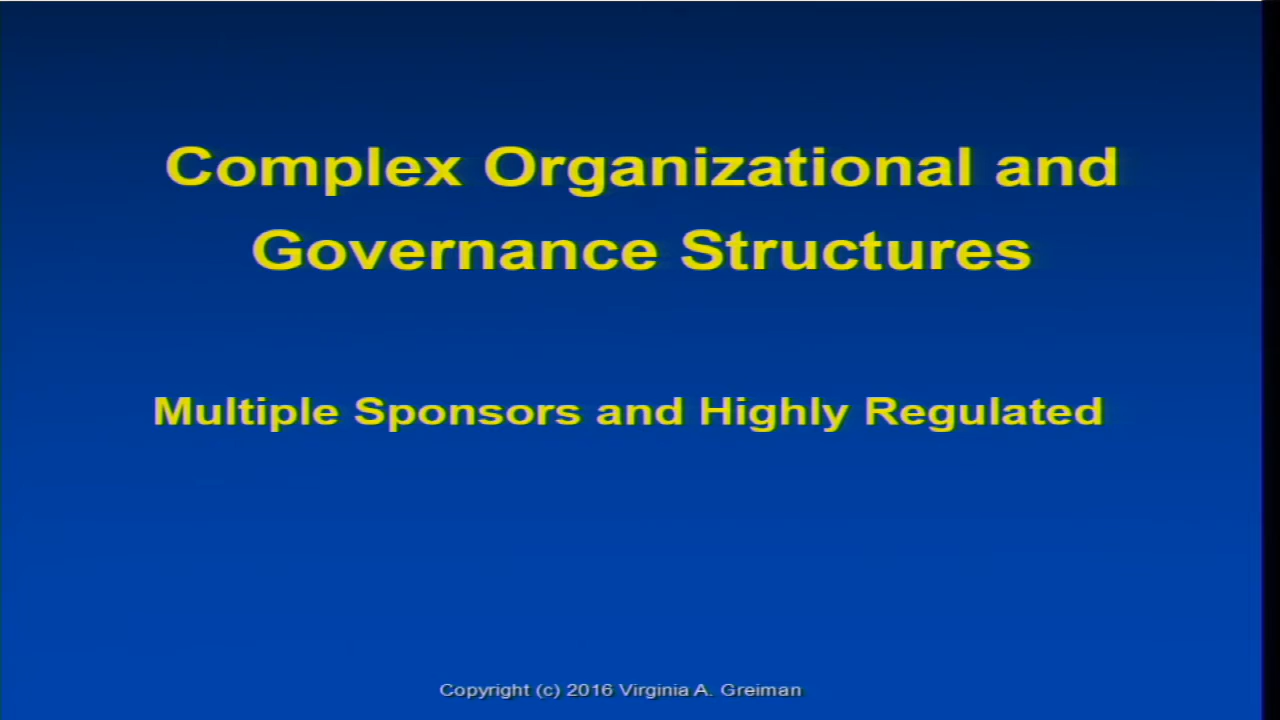 Complex Organizational and
Governance Structures
Multiple Sponsors and Highly Regulated
Copyright (c) 2016 Virginia A. Greiman